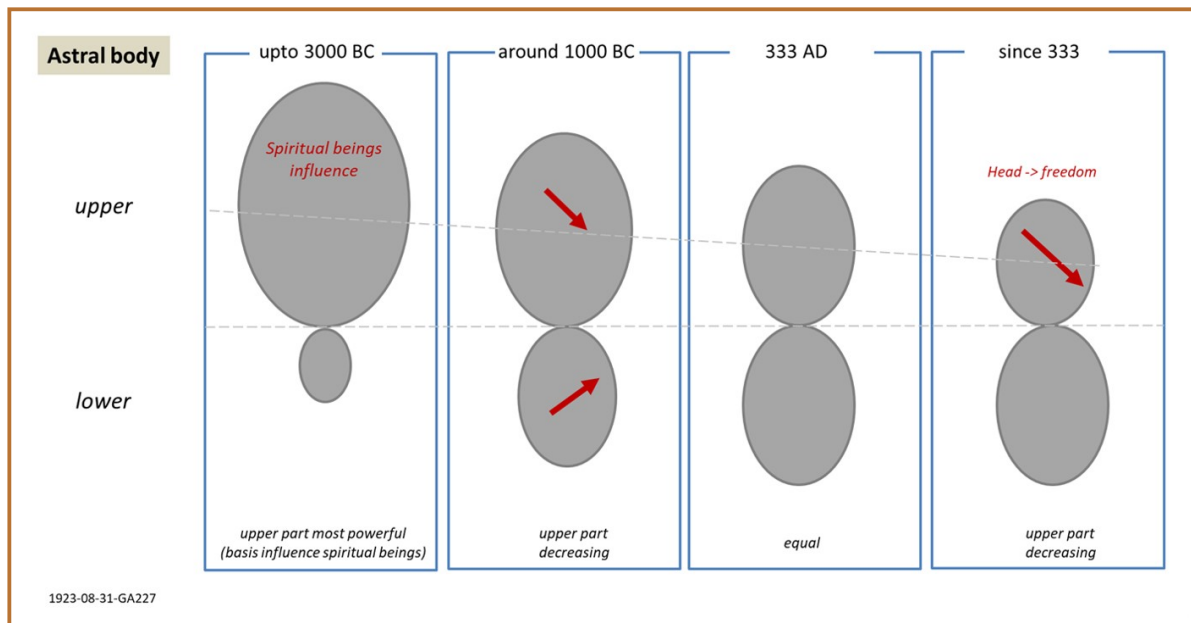 Astral body
upto 3000 BC
around 1000 BC
333 AD
since 333
Spiritual beings
influence
Head -> freedom
upper
lower
upper part most powerful
(basis influence spiritual beings)
upper part
decreasing
equal
upper part
decreasing
1923-08-31-GA227